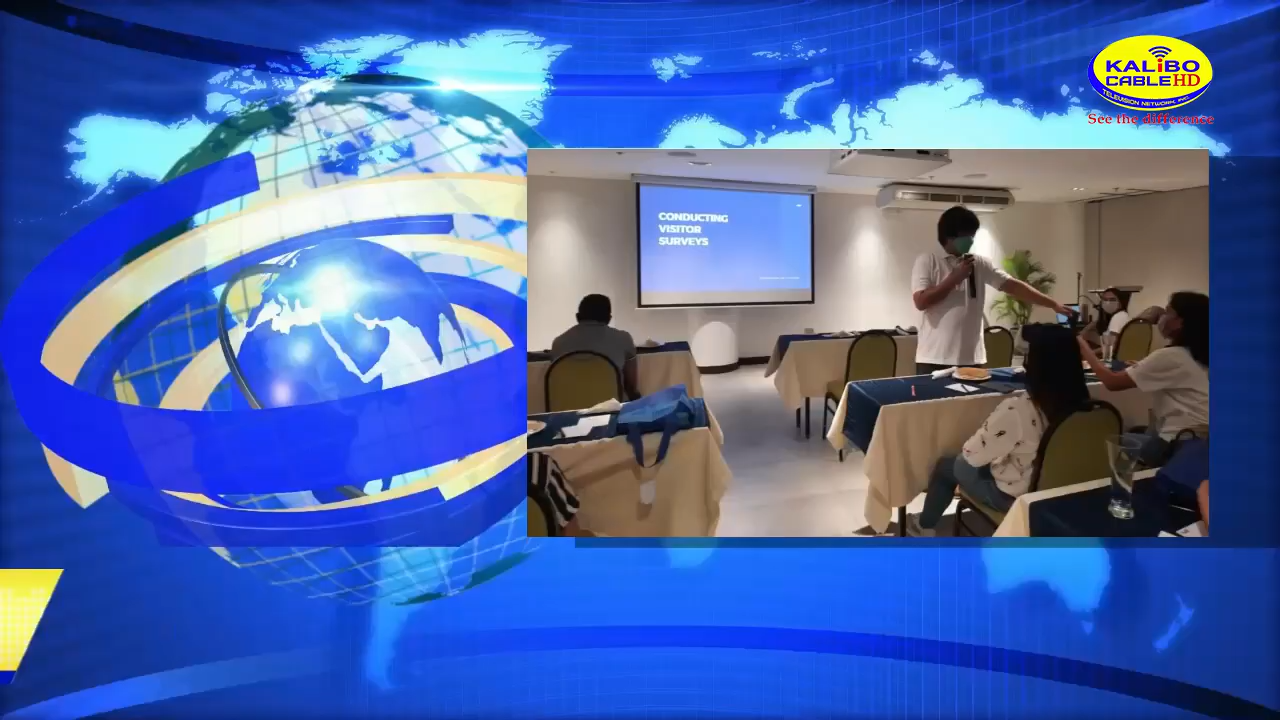 KALiBO
CABLE HD
TELEVISION NETWORK, INC.
See the difference
CONDUCTING
VISITOR
SURVEYS